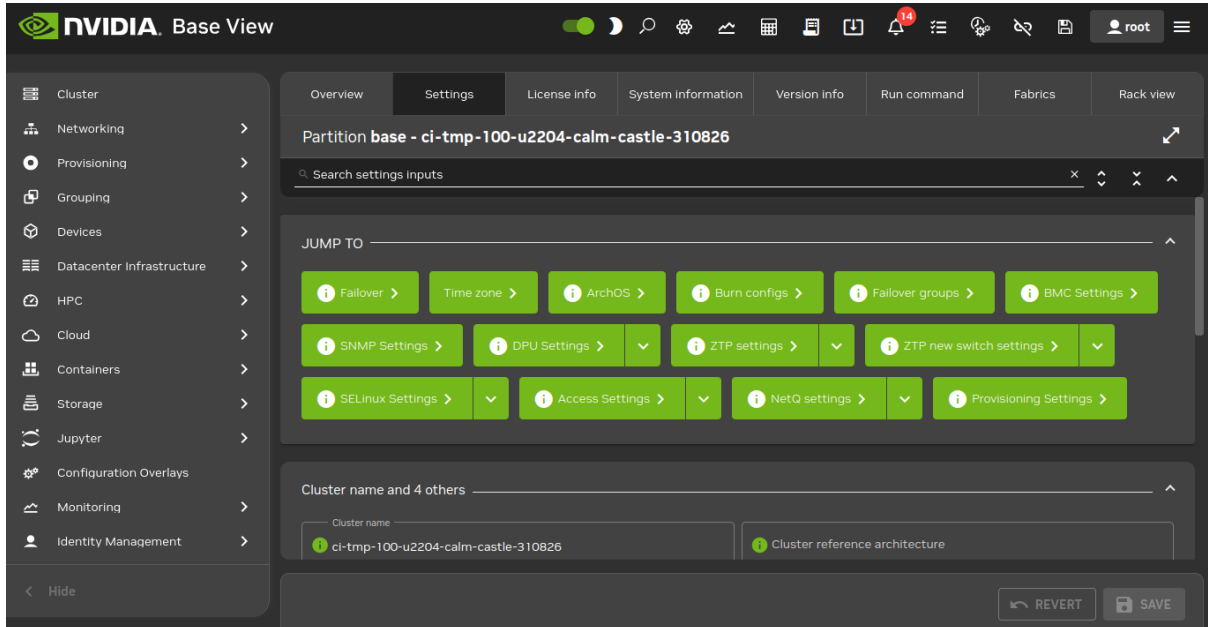 NVIDIA. Base View
14
root
Cluster
Networking
Provisioning
Grouping
Devices
Datacenter Infrastructure
HPC
Cloud
Containers
Storage
Jupyter
Configuration Overlays
Monitoring
Identity Management
Hide
Overview Settings License info System information Version info Run command Fabrics Rack view
Partition base - ci-tmp-100-u2204-calm-castle-310826
Search settings inputs
JUMP TO
Failover Time zone ArchOS Burn configs Failover groups BMC Settings
SNMP Settings DPU Settings ZTP settings ZTP new switch settings
SELinux Settings Access Settings NetQ settings Provisioning Settings
Cluster name and 4 others
Cluster name
ci-tmp-100-u2204-calm-castle-310826 Cluster reference architecture
REVERT SAVE